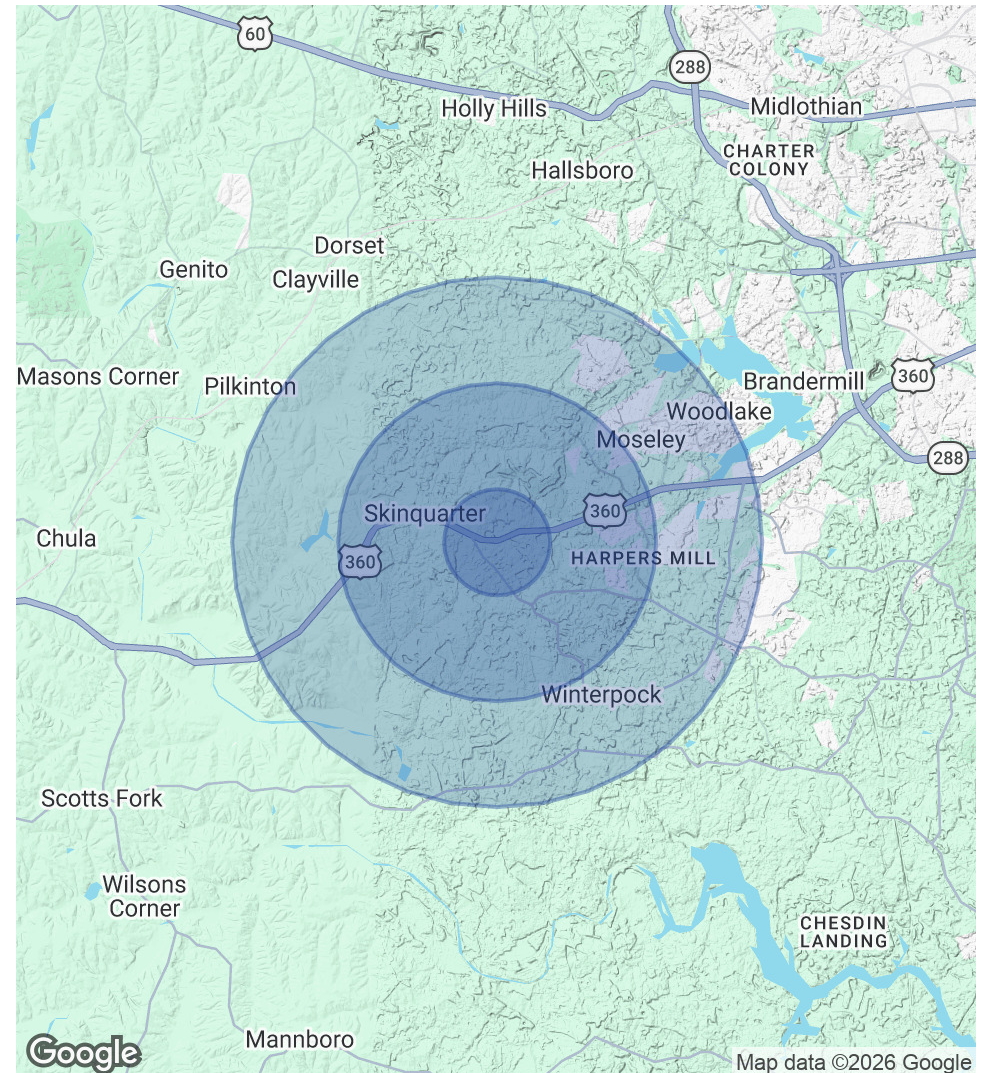 60
288
Holly Hills
Midlothian
CHARTER
COLONY
Hallsboro
Dorset
Genito
Clayville
Masons Corner
Pilkinton
Brandermill
360
Woodlake
Moseley
288
Skinquarter
360
Chula
360
HARPERS MILL
Winterpock
Scotts Fork
Wilsons
Corner
CHESDIN
LANDING
Mannboro
Google
Map data ©2026 Google